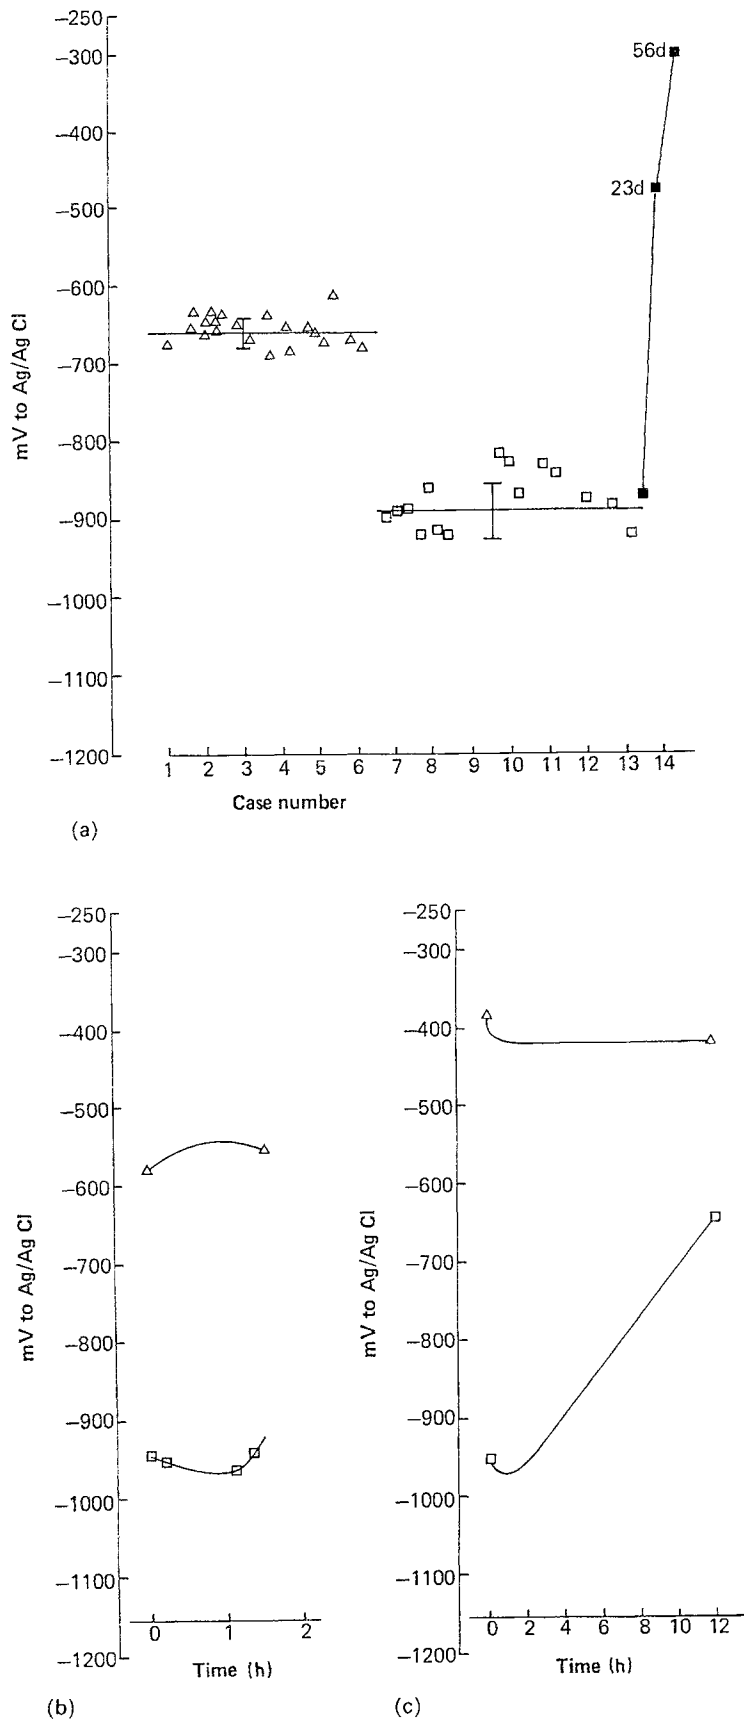 −250
−300
−400
−500
−600
−700
−800
−900
−1000
−1100
−1200
mV to Ag/Ag Cl
56d
23d
1 2 3 4 5 6 7 8 9 10 11 12 13 14
Case number
(a)
−250
−300
−400
−500
−600
−700
−800
−900
−1000
−1100
−1200
mV to Ag/Ag Cl
0 1 2
Time (h)
(b)
−250
−300
−400
−500
−600
−700
−800
−900
−1000
−1100
−1200
mV to Ag/Ag Cl
0 2 4 6 8 10 12
Time (h)
(c)